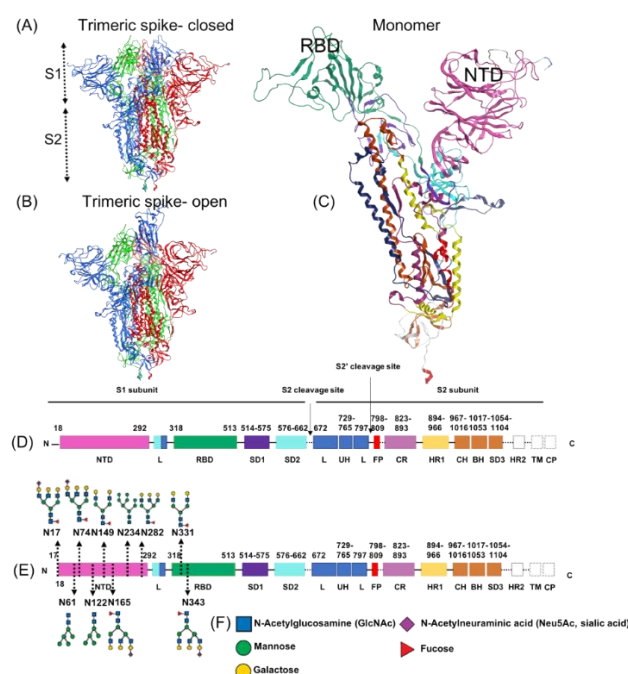 (A) Trimeric spike- closed
Monomer
RBD
NTD
S1
S2
(B) Trimeric spike- open
(C)
S2' cleavage site
S1 subunit S2 cleavage site S2 subunit
729- 798- 823- 894- 967- 1017- 1054-
18 292 318 513 514-575 576-662 672 765 797 809 893 966 1016 1053 1104
(D) N C
NTD L RBD SD1 SD2 L UH L FP CR HR1 CH BH SD3 HR2 TM CP
N17 N74 N149 N234 N282 N331
729- 798- 823- 894- 967- 1017- 1054-
17 292 318 513 514-575 576-662 672 765 797 809 893 966 1016 1053 1104
(E) N C
18 NTD L RBD SD1 SD2 L UH L FP CR HR1 CH BH SD3 HR2 TM CP
N61 N122 N165 N343
(F) N-Acetylglucosamine (GlcNAc) N-Acetylneuraminic acid (Neu5Ac, sialic acid)
Mannose Fucose
Galactose